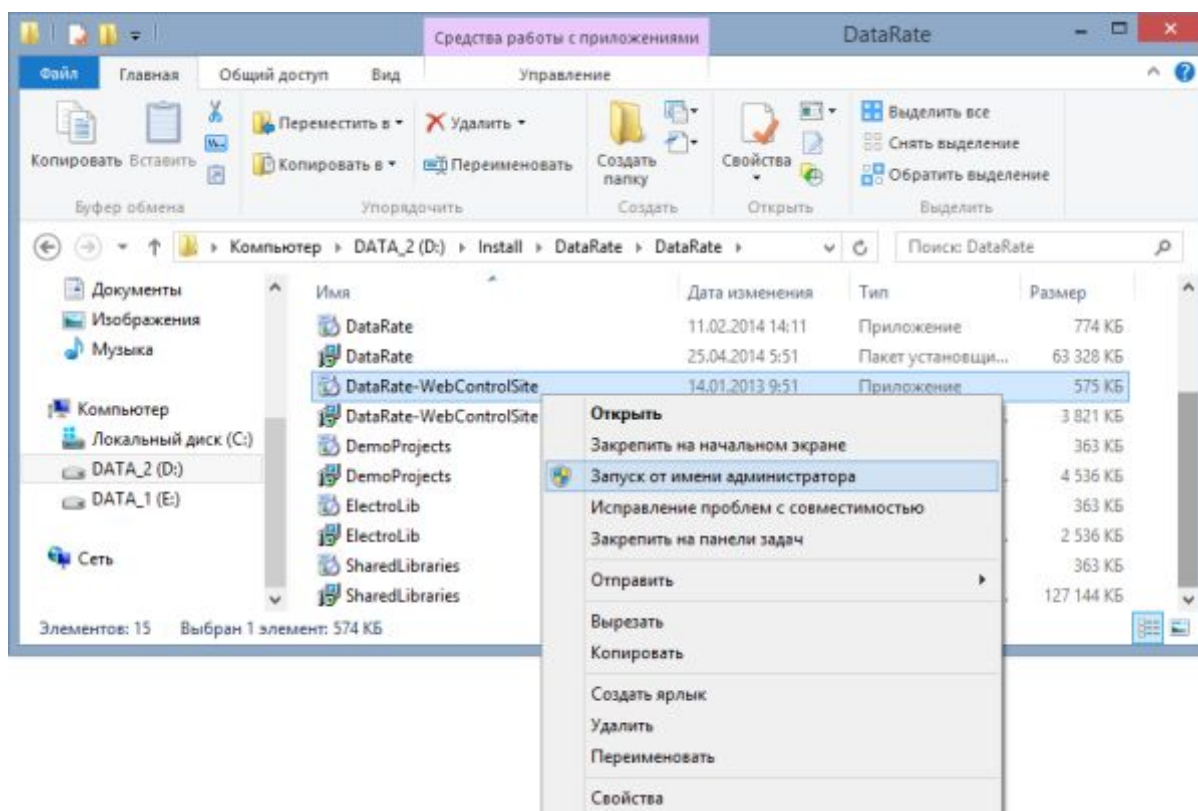 Средства работы с приложениями DataRate
Файл Главная Общий доступ Вид Управление
Копировать Вставить Переместить в Копировать в Удалить Переименовать Создать папку Свойства Выделить все Снять выделение Обратить выделение
Буфер обмена Упорядочить Создать Открыть Выделить
Компьютер DATA_2 (D:) Install DataRate DataRate Поиск: DataRate
Документы
Изображения
Музыка
Компьютер
Локальный диск (C:)
DATA_2 (D:)
DATA_1 (E:)
Сеть
Имя Дата изменения Тип Размер
DataRate 11.02.2014 14:11 Приложение 774 КБ
DataRate 25.04.2014 5:51 Пакет установщи... 63 328 КБ
DataRate-WebControlSite 14.01.2013 9:51 Приложение 575 КБ
DataRate-WebControlSite 3 821 КБ
DemoProjects 363 КБ
DemoProjects 4 536 КБ
ElectroLib 363 КБ
ElectroLib 2 536 КБ
SharedLibraries 363 КБ
SharedLibraries 127 144 КБ
Элементов: 15 Выбран 1 элемент: 574 КБ
Открыть
Закрепить на начальном экране
Запуск от имени администратора
Исправление проблем с совместимостью
Закрепить на панели задач
Отправить
Вырезать
Копировать
Создать ярлык
Удалить
Переименовать
Свойства